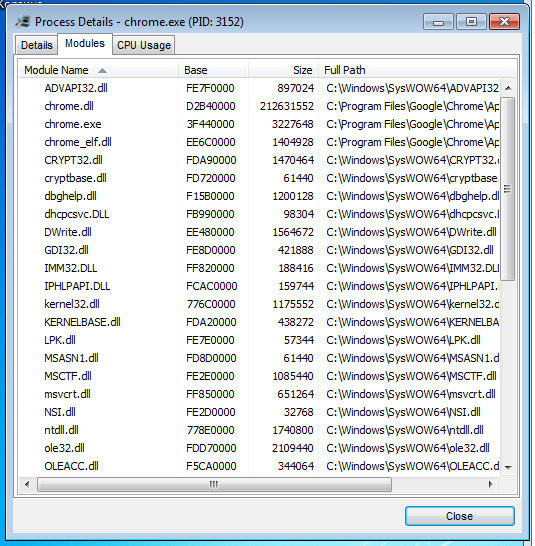 Process Details - chrome.exe (PID: 3152)
Details Modules CPU Usage
Module Name Base Size Full Path
ADVAPI32.dll FE7F0000 897024 C:\Windows\SysWOW64\ADVAPI32.
chrome.dll D2B40000 212631552 C:\Program Files\Google\Chrome\Ap
chrome.exe 3F440000 3227648 C:\Program Files\Google\Chrome\Ap
chrome_elf.dll EE6C0000 1404928 C:\Program Files\Google\Chrome\Ap
CRYPT32.dll FDA90000 1470464 C:\Windows\SysWOW64\CRYPT32.d
cryptbase.dll FD720000 61440 C:\Windows\SysWOW64\cryptbase.d
dbghelp.dll F15B0000 1200128 C:\Windows\SysWOW64\dbghelp.dll
dhcpcsvc.DLL FB990000 98304 C:\Windows\SysWOW64\dhcpcsvc.D
DWrite.dll EE480000 1564672 C:\Windows\SysWOW64\DWrite.dll
GDI32.dll FE8D0000 421888 C:\Windows\SysWOW64\GDI32.dll
IMM32.DLL FF820000 188416 C:\Windows\SysWOW64\IMM32.DLL
IPHLPAPI.DLL FCAC0000 159744 C:\Windows\SysWOW64\IPHLPAPI.D
kernel32.dll 776C0000 1175552 C:\Windows\SysWOW64\kernel32.dl
KERNELBASE.dll FDA20000 438272 C:\Windows\SysWOW64\KERNELBA
LPK.dll FE7E0000 57344 C:\Windows\SysWOW64\LPK.dll
MSASN1.dll FD8D0000 61440 C:\Windows\SysWOW64\MSASN1.dl
MSCTF.dll FE2E0000 1085440 C:\Windows\SysWOW64\MSCTF.dll
msvcrt.dll FF850000 651264 C:\Windows\SysWOW64\msvcrt.dll
NSI.dll FE2D0000 32768 C:\Windows\SysWOW64\NSI.dll
ntdll.dll 778E0000 1740800 C:\Windows\SysWOW64\ntdll.dll
ole32.dll FDD70000 2109440 C:\Windows\SysWOW64\ole32.dll
OLEACC.dll F5CA0000 344064 C:\Windows\SysWOW64\OLEACC.dl
Close